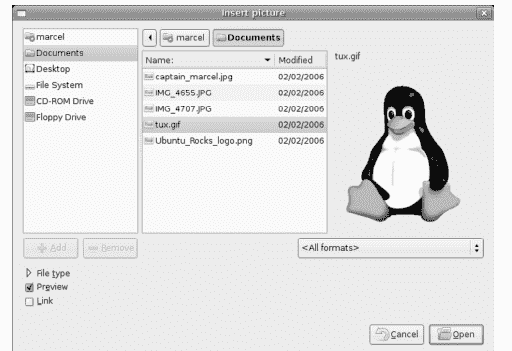 Insert picture
marcel
Documents
Desktop
File System
CD-ROM Drive
Floppy Drive
marcel Documents
Name: Modified
captain_marcel.jpg 02/02/2006
IMG_4655.JPG 02/02/2006
IMG_4707.JPG 02/02/2006
tux.gif 02/02/2006
Ubuntu_Rocks_logo.png 02/02/2006
tux.gif
Add Remove
<All formats>
File type
Preview
Link
Cancel Open